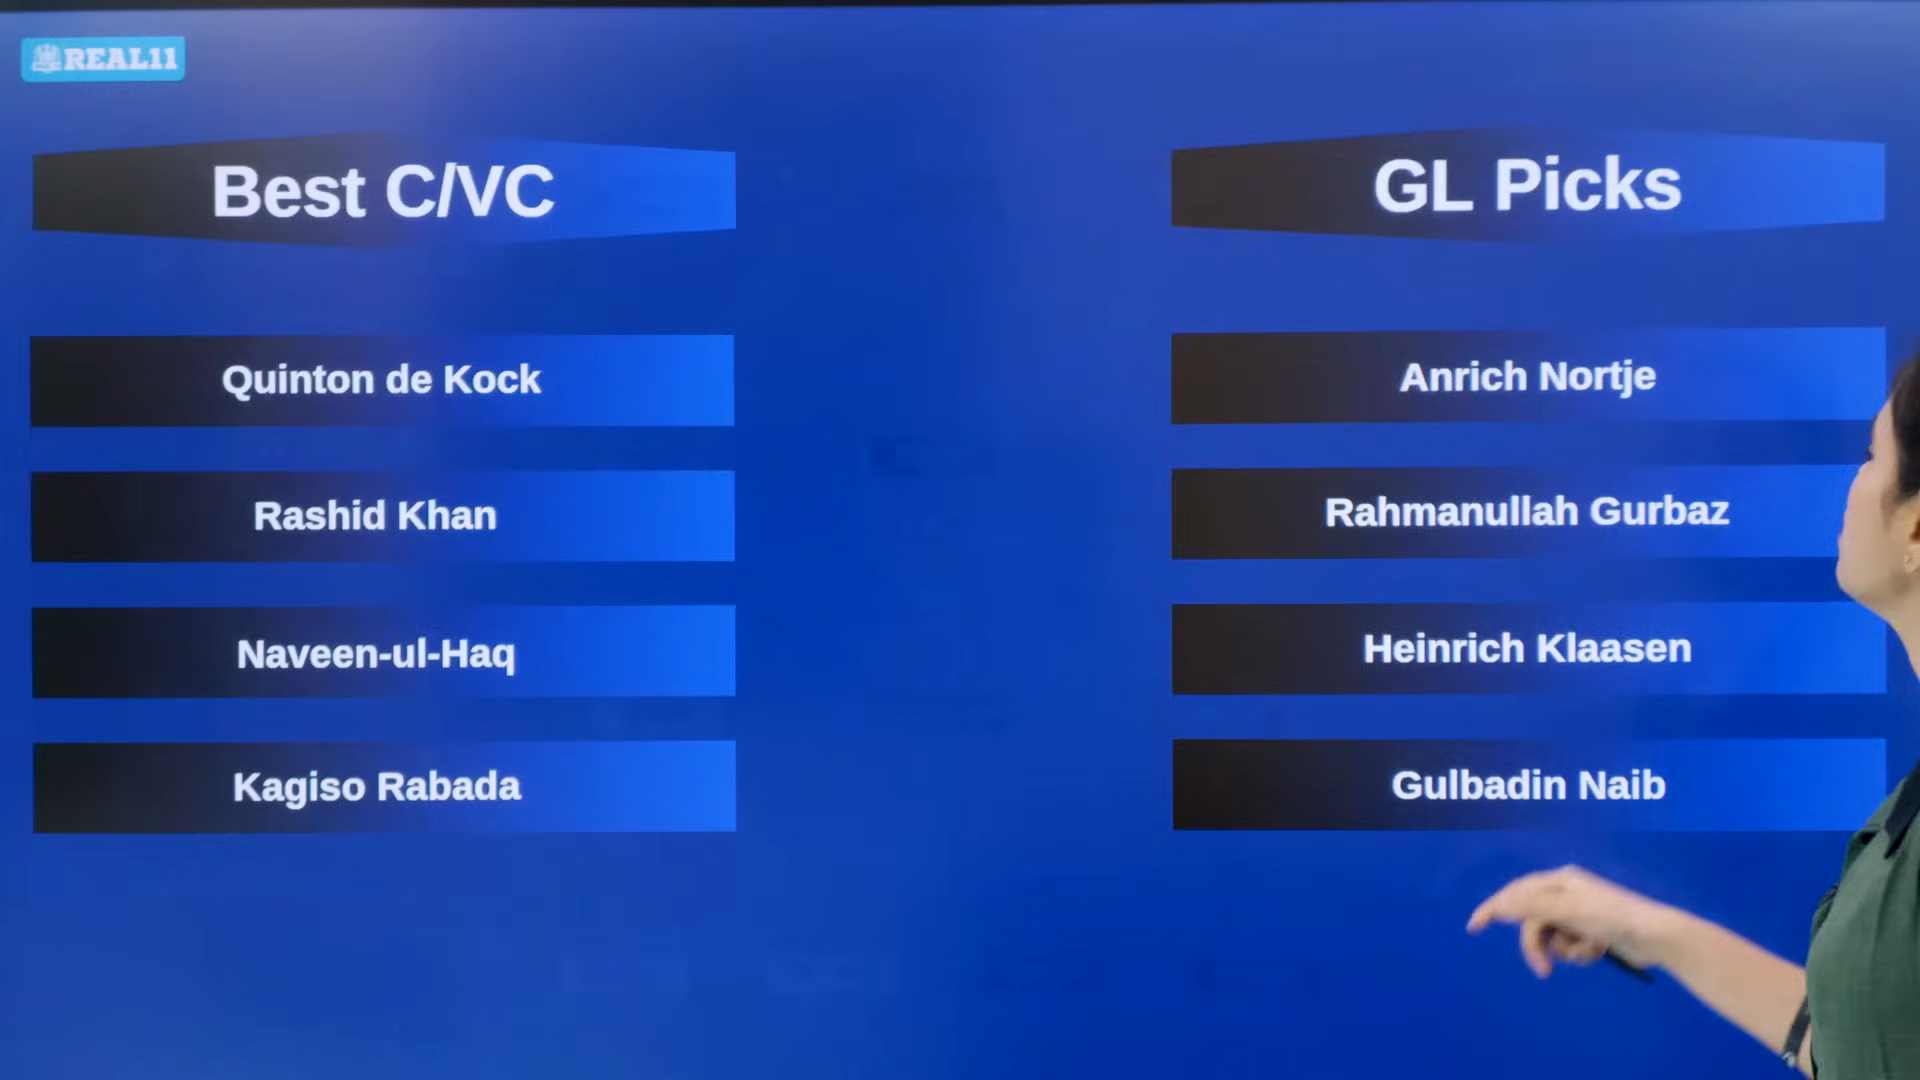 REAL11
Best C/VC
Quinton de Kock
Rashid Khan
Naveen-ul-Haq
Kagiso Rabada
GL Picks
Anrich Nortje
Rahmanullah Gurbaz
Heinrich Klaasen
Gulbadin Naib